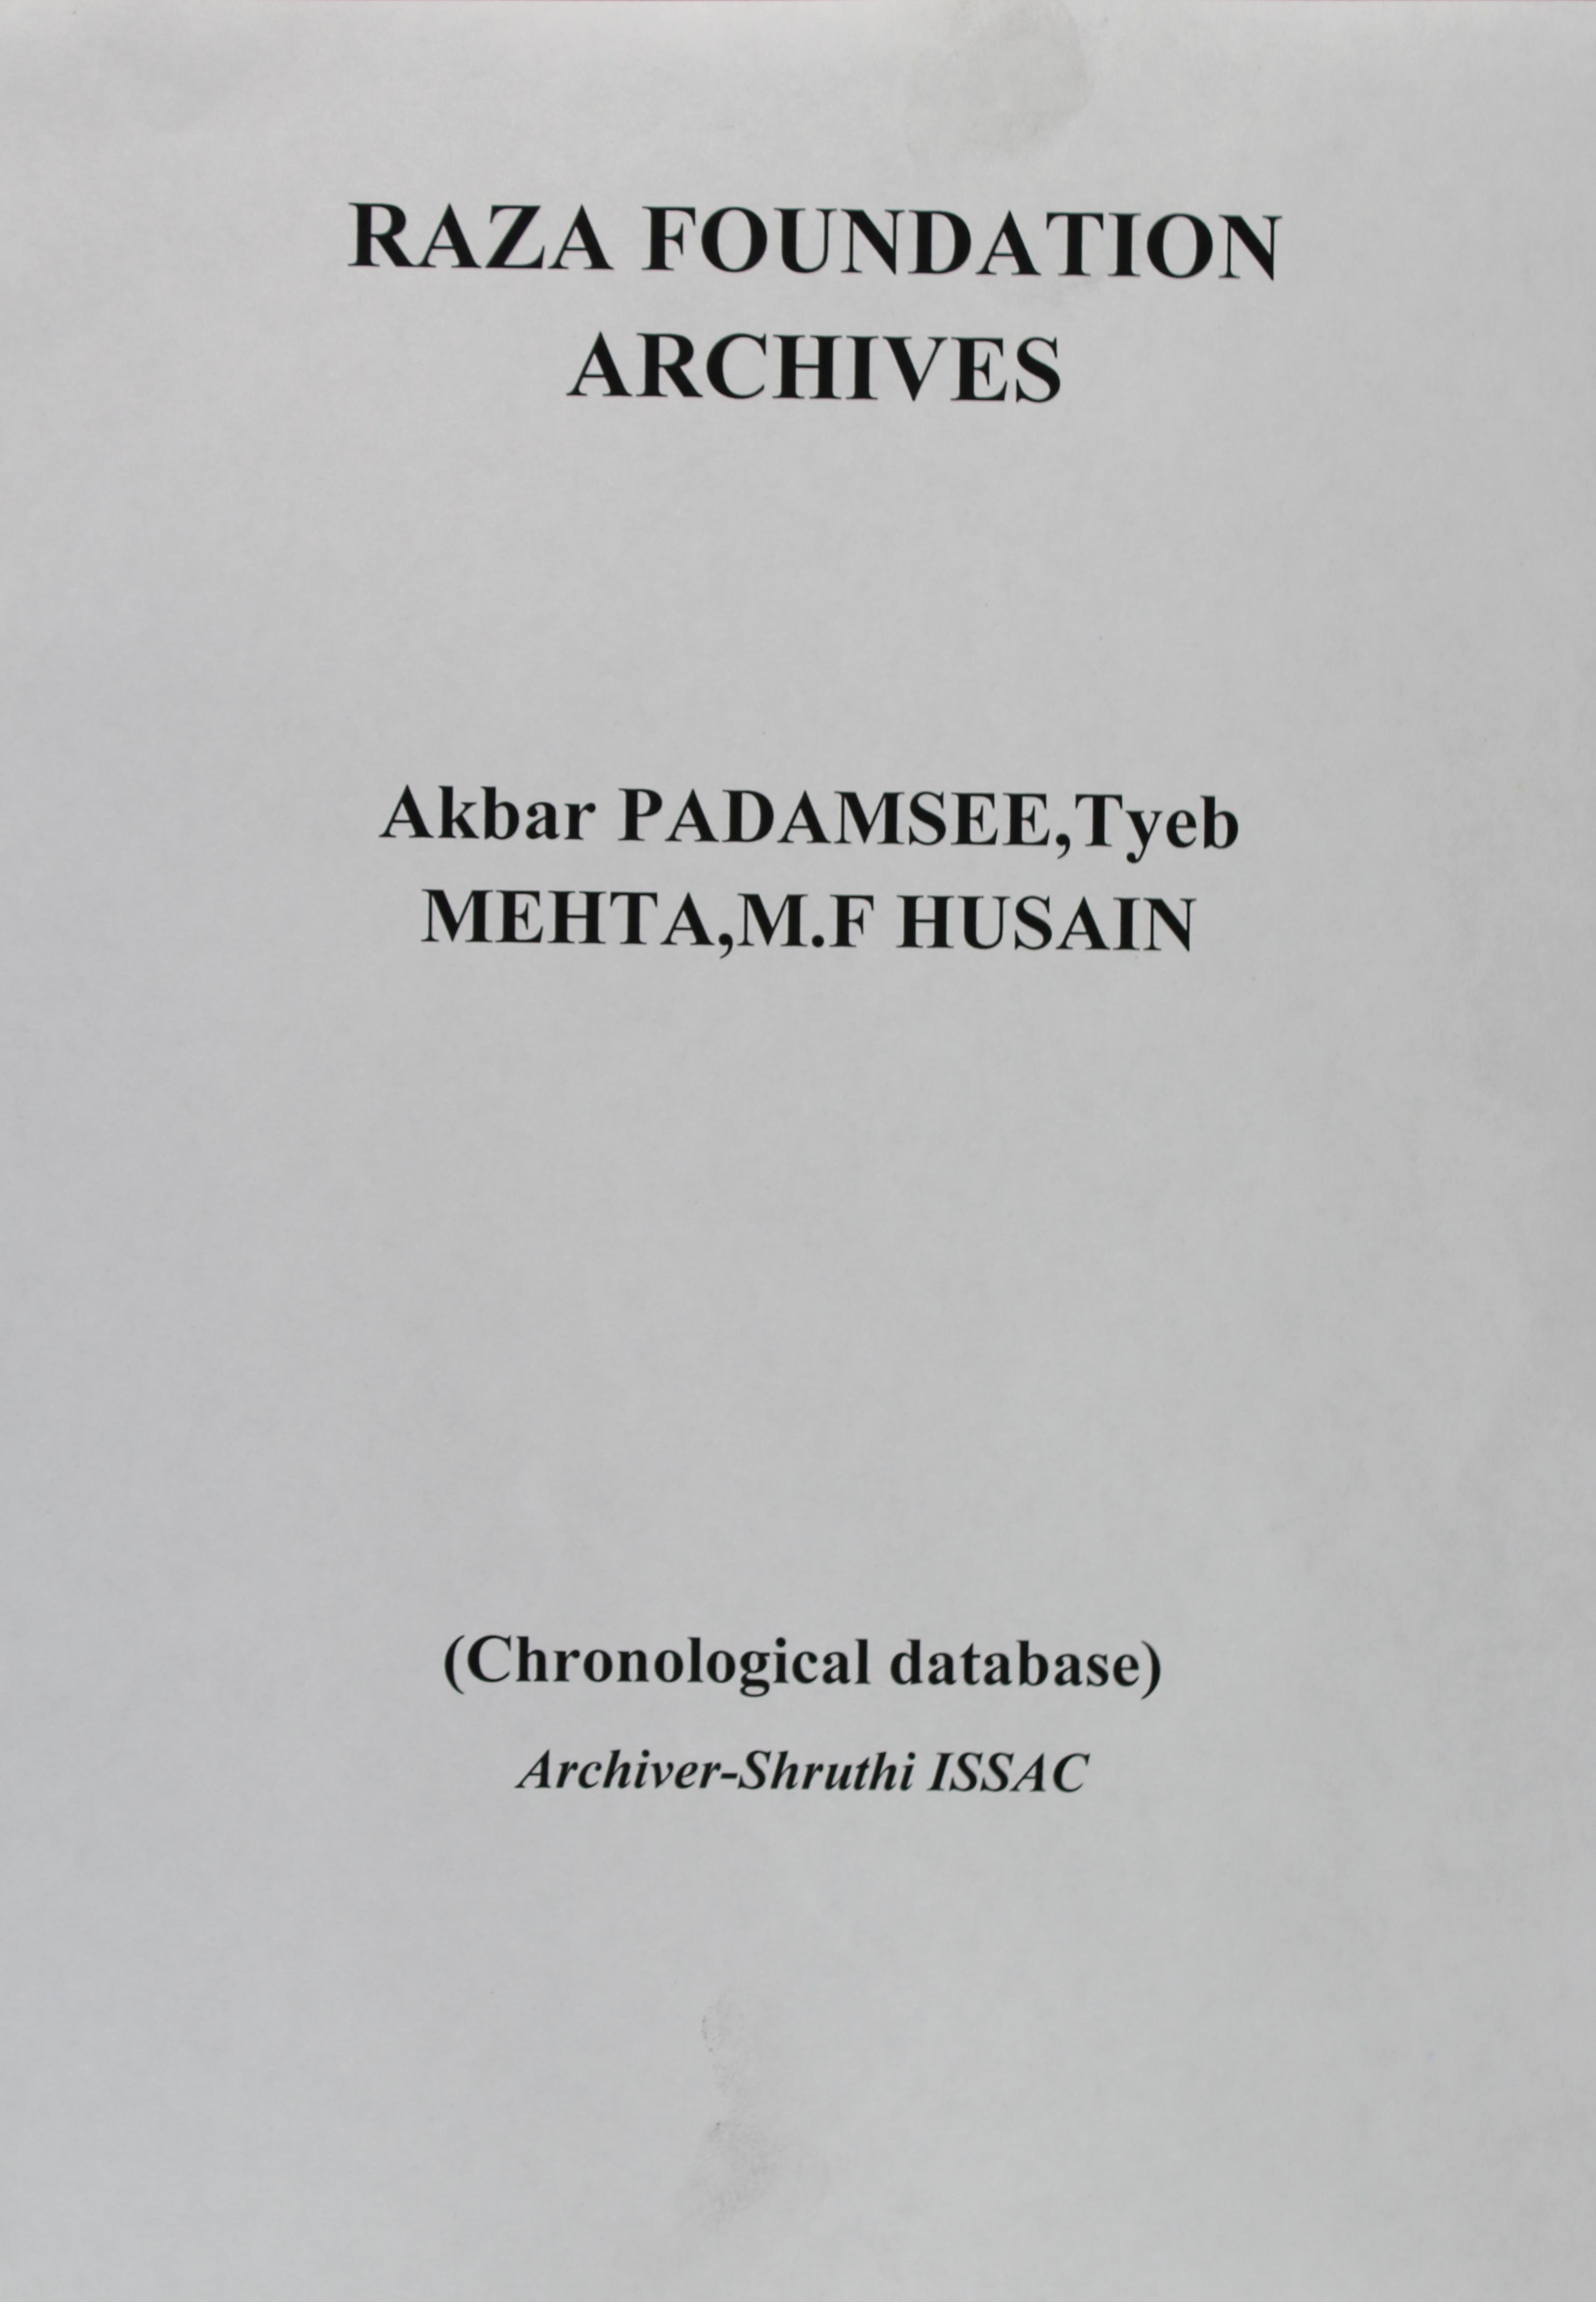 RAZA FOUNDATION
ARCHIVES
Akbar PADAMSEE,Tyeb
MEHTA,M.F HUSAIN
(Chronological database)
Archiver-Shruthi ISSAC